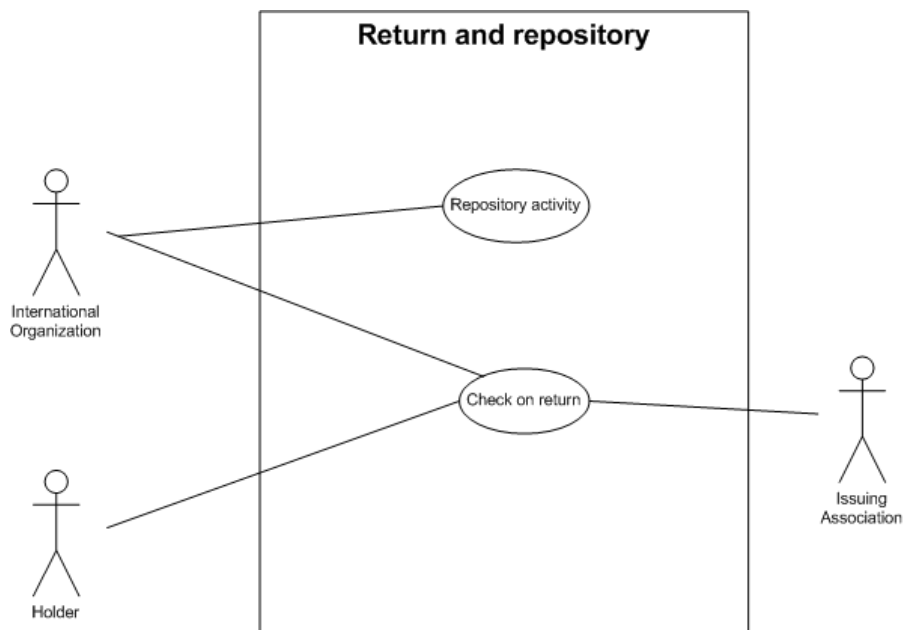 Return and repository
Repository activity
International
Organization
Check on return
Issuing
Association
Holder